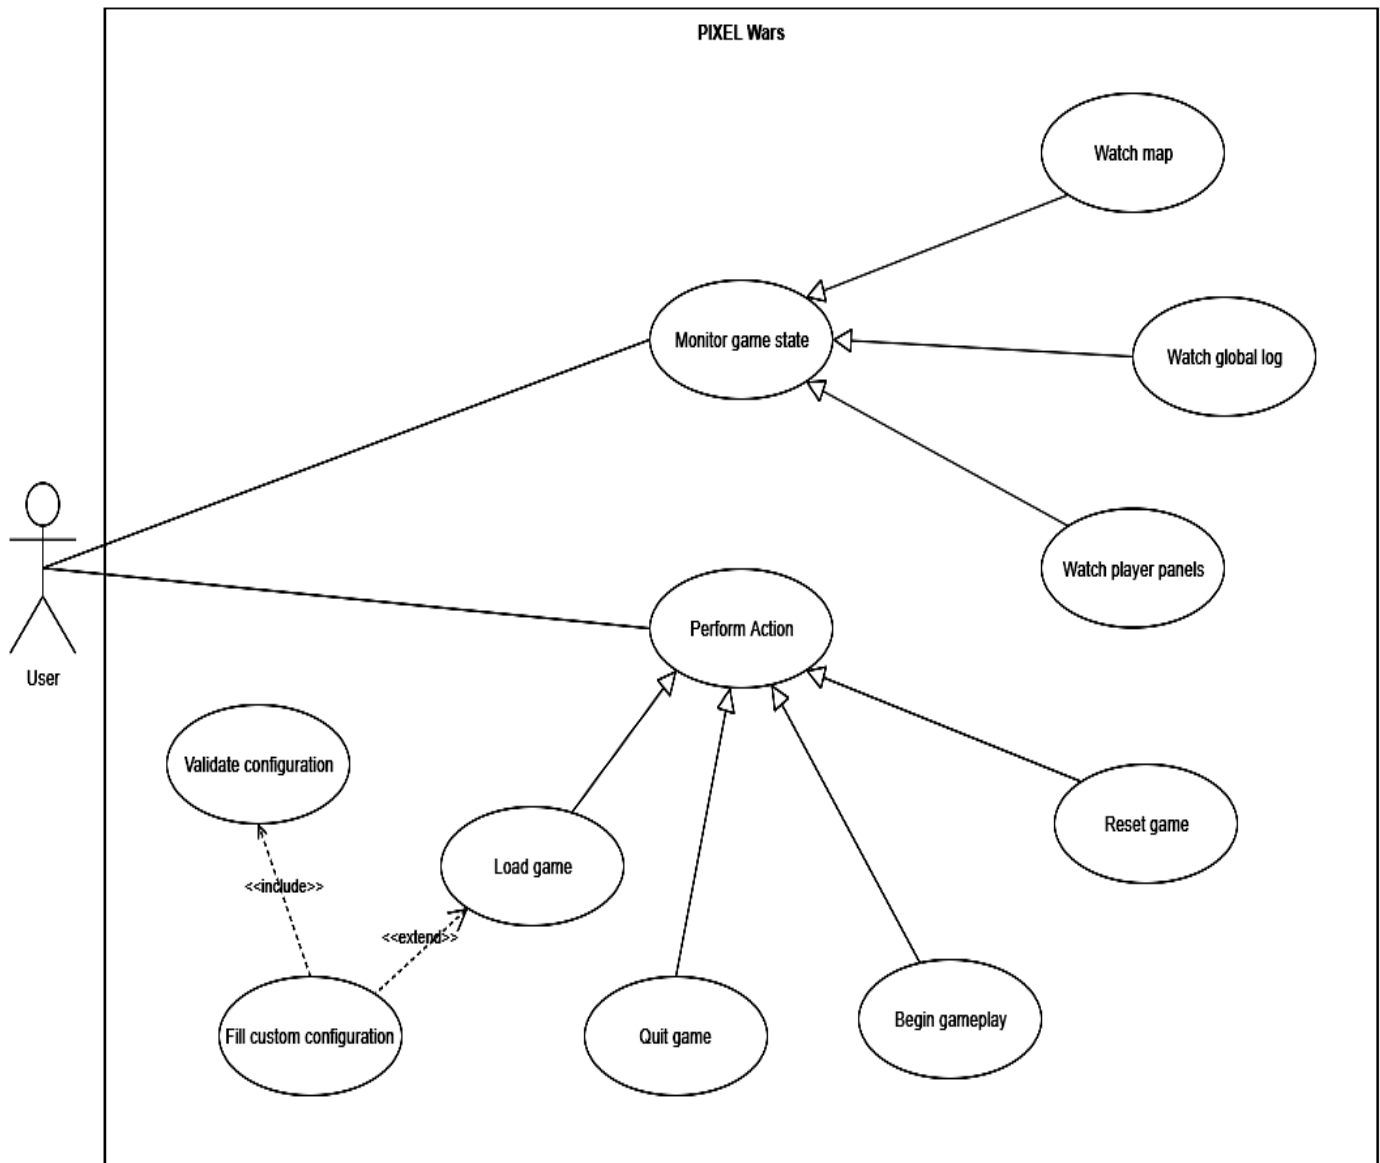 PIXEL Wars
Watch map
Monitor game state
Watch global log
Watch player panels
Perform Action
User
Validate configuration
Reset game
Load game
<<include>>
<<extend>>
Begin gameplay
Fill custom configuration
Quit game